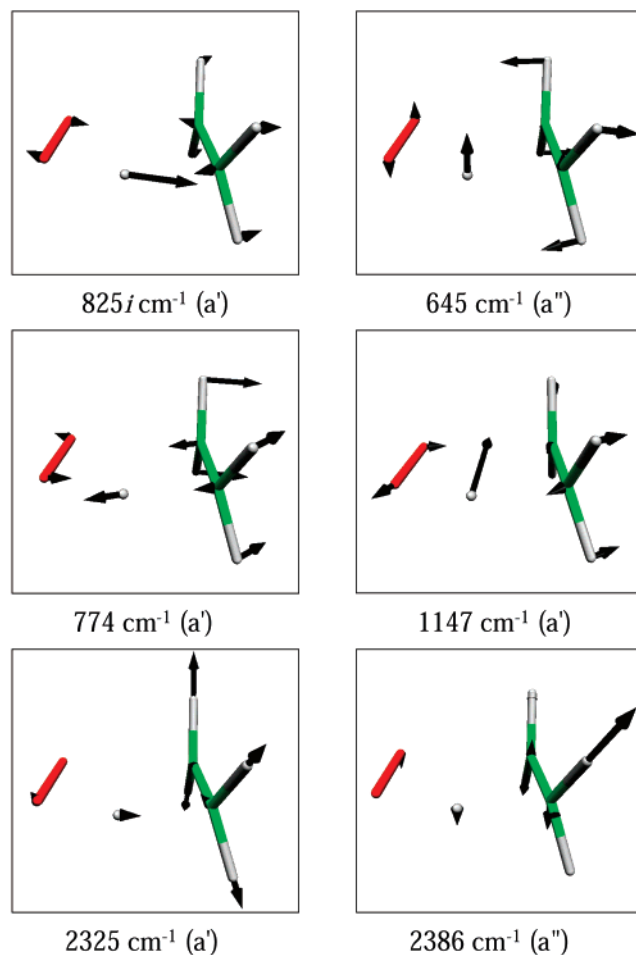 825i cm⁻¹ (a')
645 cm⁻¹ (a")
774 cm⁻¹ (a')
1147 cm⁻¹ (a')
2325 cm⁻¹ (a')
2386 cm⁻¹ (a")